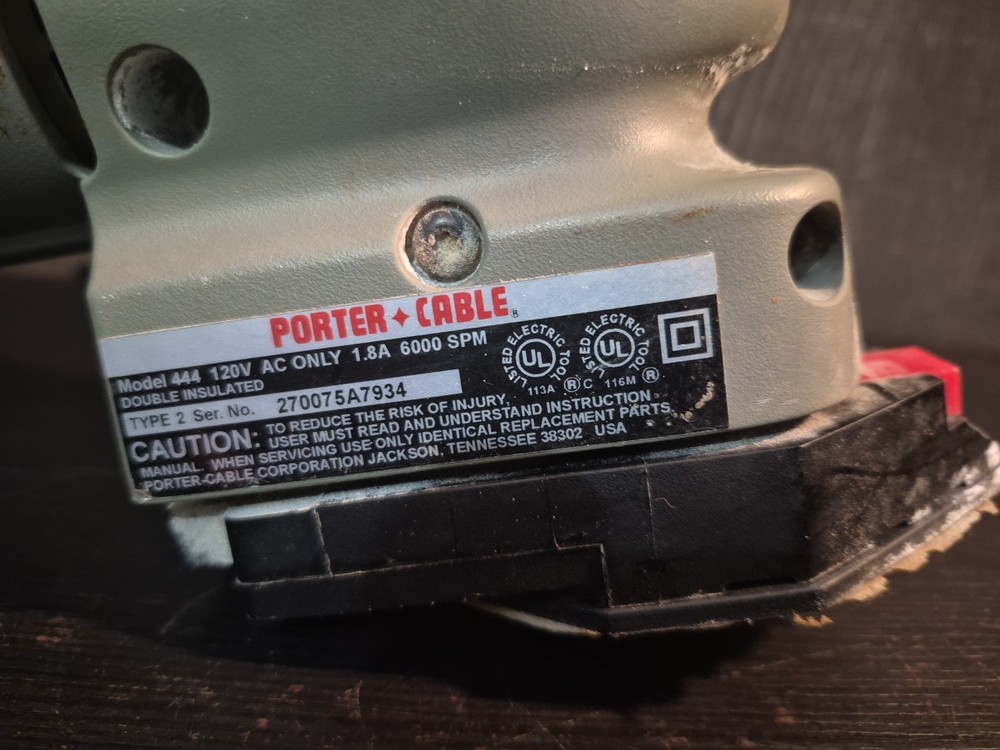 PORTER+CABLE®
Model 444 120V AC ONLY 1.8A 6000 SPM
DOUBLE INSULATED
TYPE 2 Ser. No. 270075A7934
LISTED ELECTRIC TOOL
UL
113A ®
LISTED ELECTRIC TOOL
UL
C 116M ®
CAUTION: TO REDUCE THE RISK OF INJURY,
USER MUST READ AND UNDERSTAND INSTRUCTION
MANUAL. WHEN SERVICING USE ONLY IDENTICAL REPLACEMENT PARTS.
PORTER-CABLE CORPORATION JACKSON, TENNESSEE 38302 USA